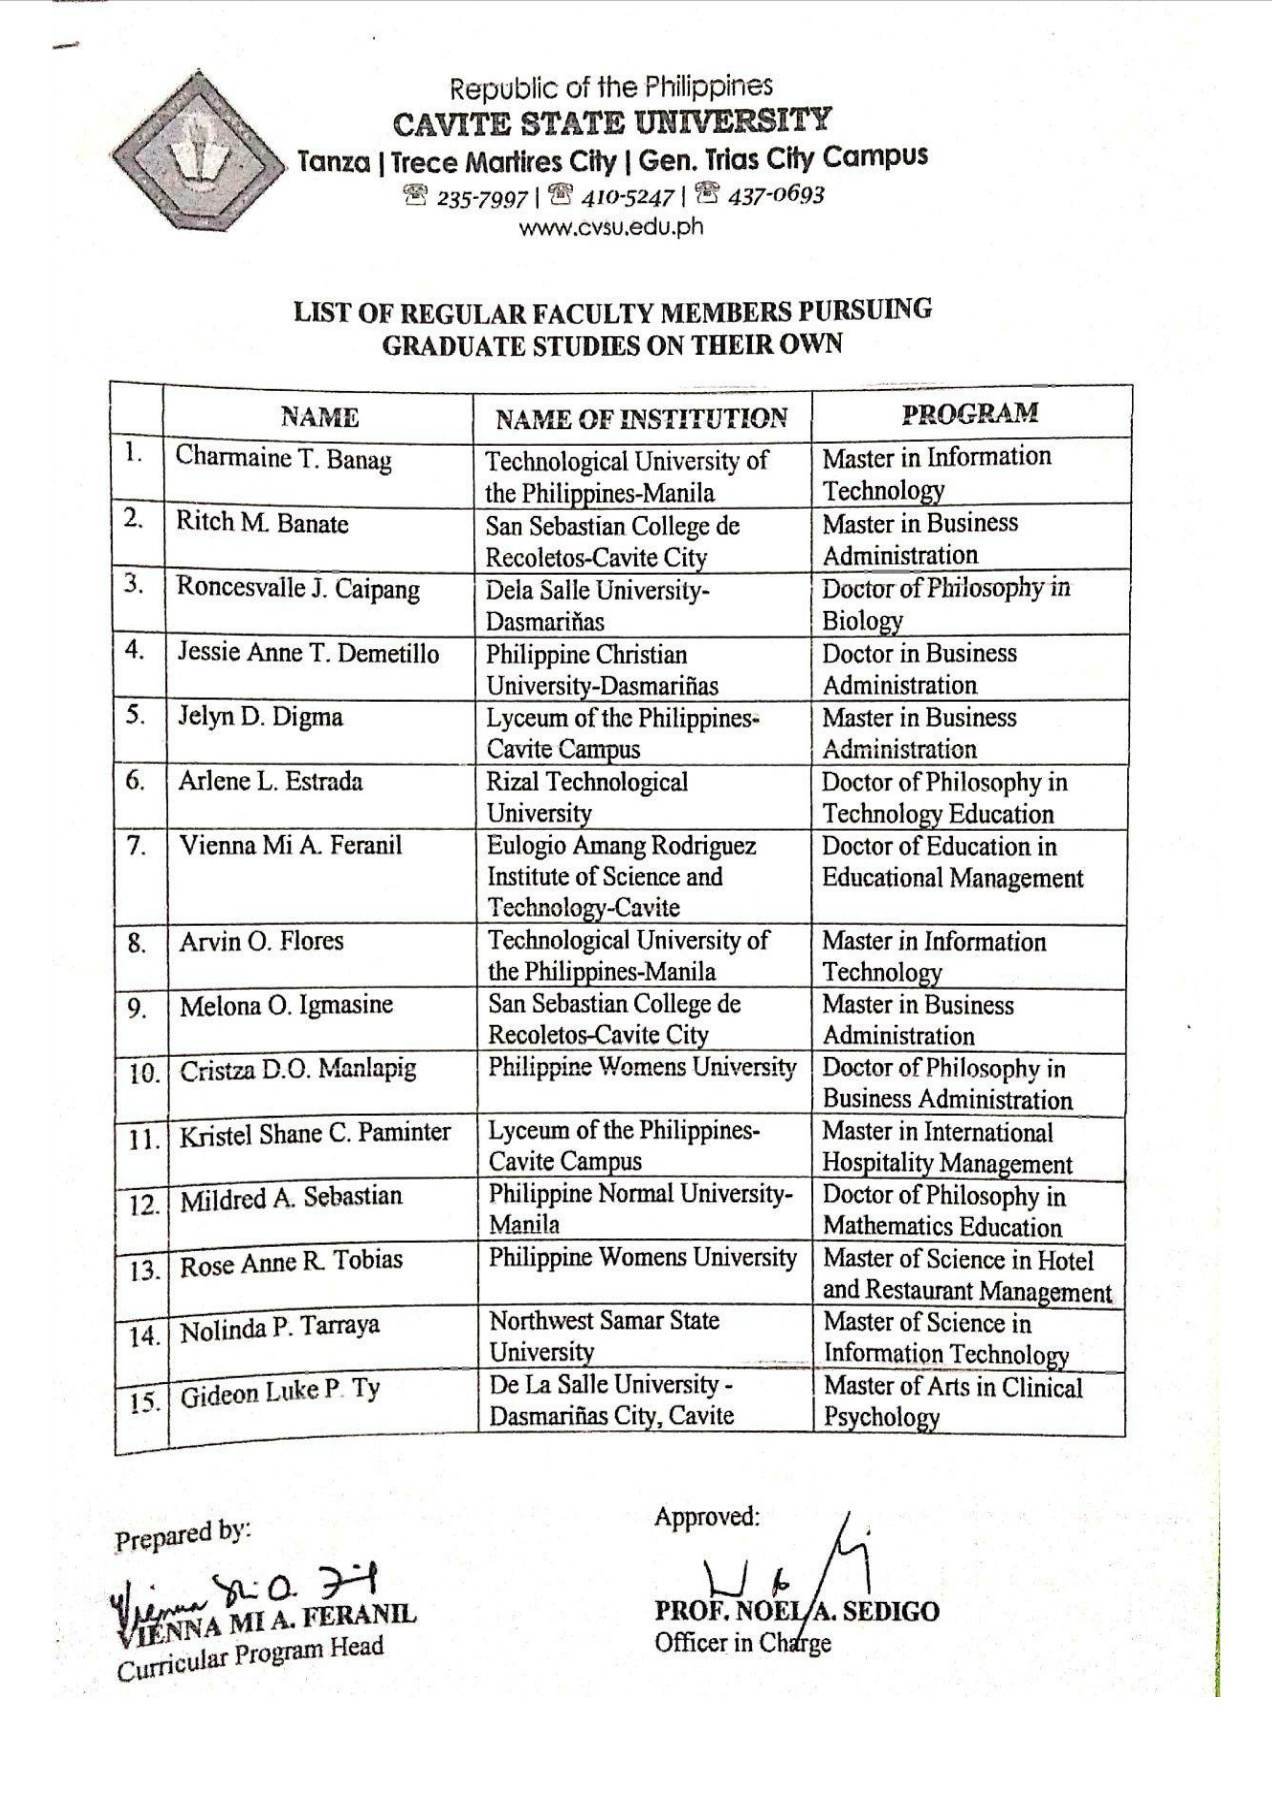 Republic of the Philippines
CAVITE STATE UNIVERSITY
Tanza | Trece Martires City | Gen. Trias City Campus
☏ 235-7997 | ☏ 410-5247 | ☏ 437-0693
www.cvsu.edu.ph
LIST OF REGULAR FACULTY MEMBERS PURSUING
GRADUATE STUDIES ON THEIR OWN
NAME NAME OF INSTITUTION PROGRAM
1. Charmaine T. Banag Technological University of Master in Information
the Philippines-Manila Technology
2. Ritch M. Banate San Sebastian College de Master in Business
Recoletos-Cavite City Administration
3. Roncesvalle J. Caipang Dela Salle University- Doctor of Philosophy in
Dasmariňas Biology
4. Jessie Anne T. Demetillo Philippine Christian Doctor in Business
University-Dasmariñas Administration
5. Jelyn D. Digma Lyceum of the Philippines- Master in Business
Cavite Campus Administration
6. Arlene L. Estrada Rizal Technological Doctor of Philosophy in
University Technology Education
7. Vienna Mi A. Feranil Eulogio Amang Rodriguez Doctor of Education in
Institute of Science and Educational Management
Technology-Cavite
8. Arvin O. Flores Technological University of Master in Information
the Philippines-Manila Technology
9. Melona O. Igmasine San Sebastian College de Master in Business
Recoletos-Cavite City Administration
10. Cristza D.O. Manlapig Philippine Womens University Doctor of Philosophy in
Business Administration
11. Kristel Shane C. Paminter Lyceum of the Philippines- Master in International
Cavite Campus Hospitality Management
12. Mildred A. Sebastian Philippine Normal University- Doctor of Philosophy in
Manila Mathematics Education
13. Rose Anne R. Tobias Philippine Womens University Master of Science in Hotel
and Restaurant Management
14. Nolinda P. Tarraya Northwest Samar State Master of Science in
University Information Technology
15. Gideon Luke P. Ty De La Salle University - Master of Arts in Clinical
Dasmariñas City, Cavite Psychology
Prepared by: Approved:
VIENNA MI A. FERANIL PROF. NOEL A. SEDIGO
Curricular Program Head Officer in Charge